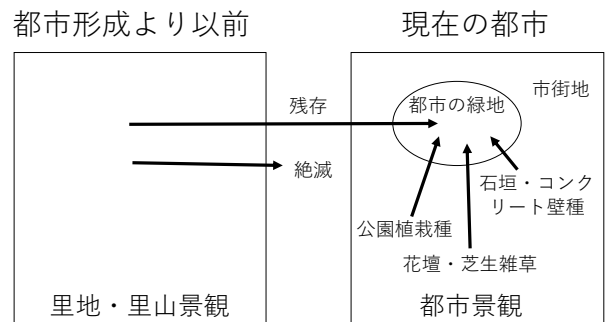 都市形成より以前
現在の都市
残存
絶滅
都市の緑地
市街地
石垣・コンク
リート壁種
公園植栽種
花壇・芝生雑草
里地・里山景観
都市景観